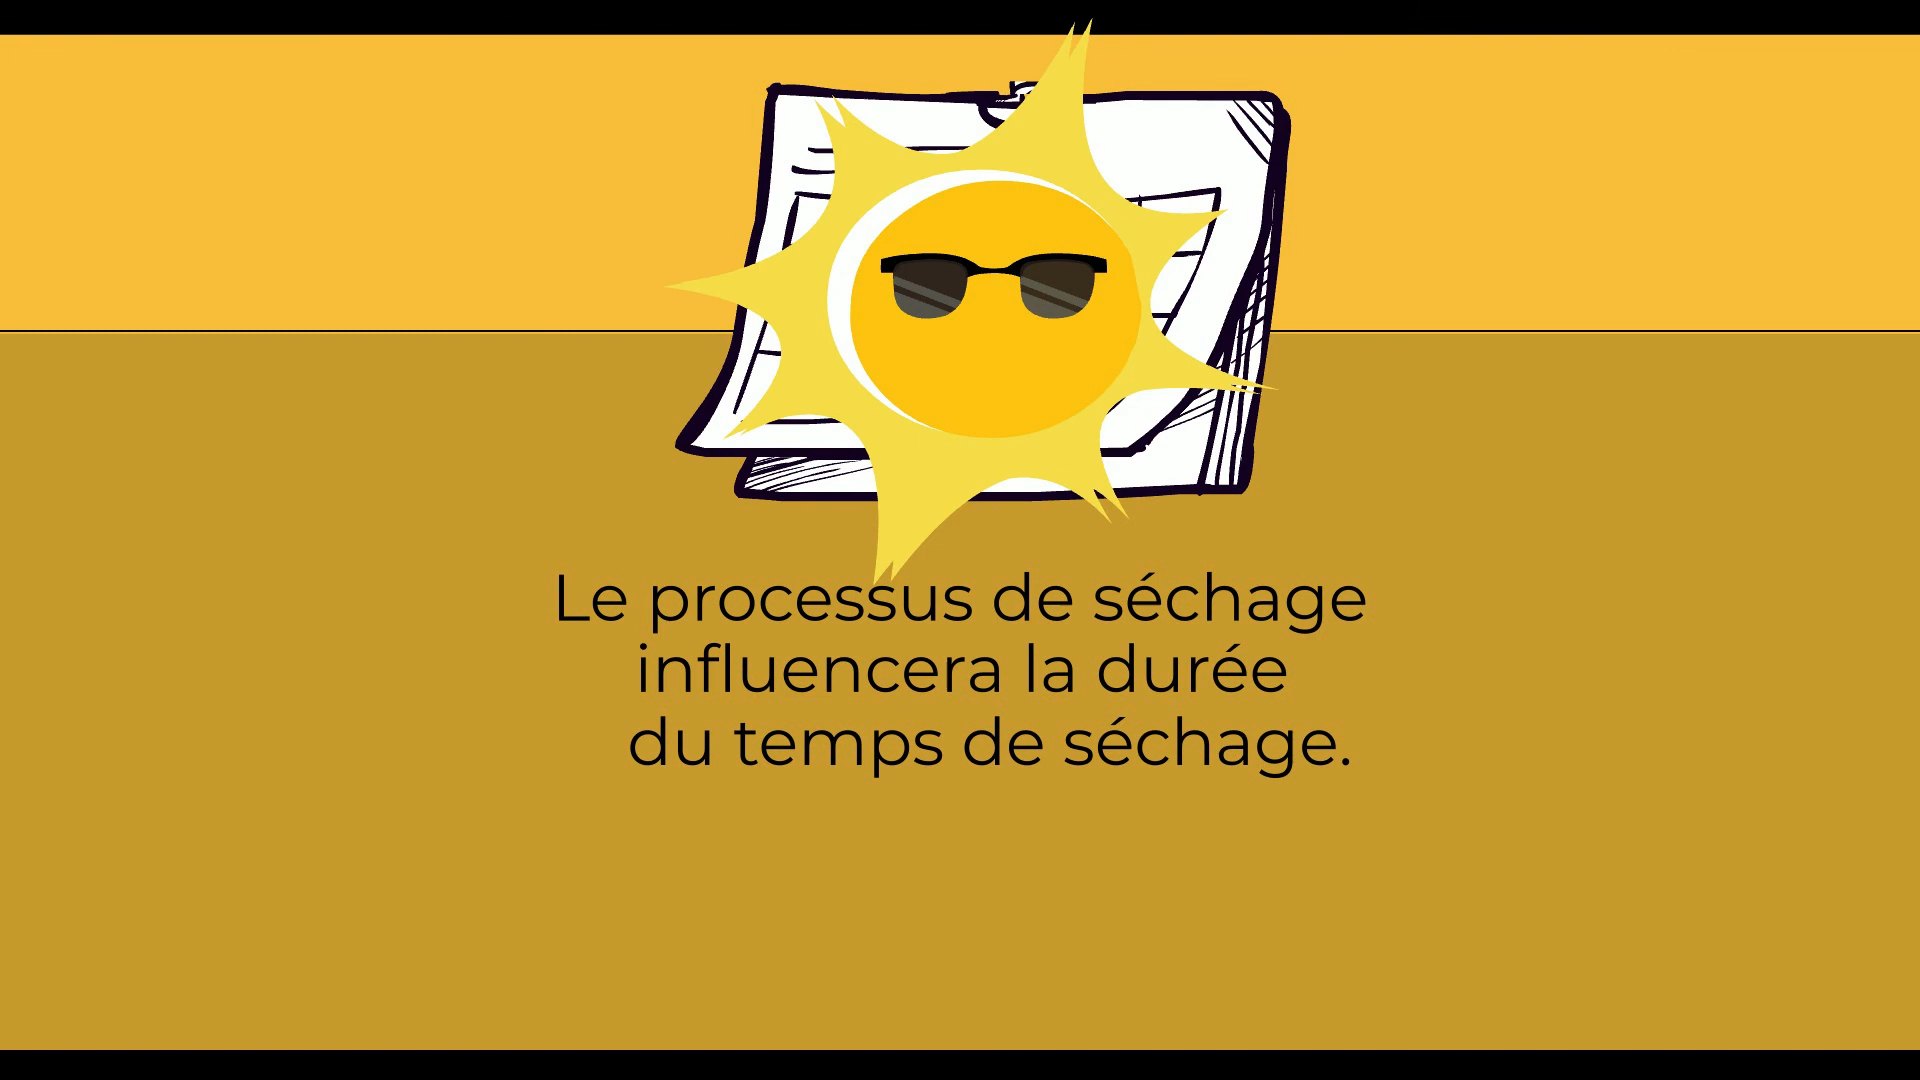 Le processus de séchage
influencera la durée
du temps de séchage.